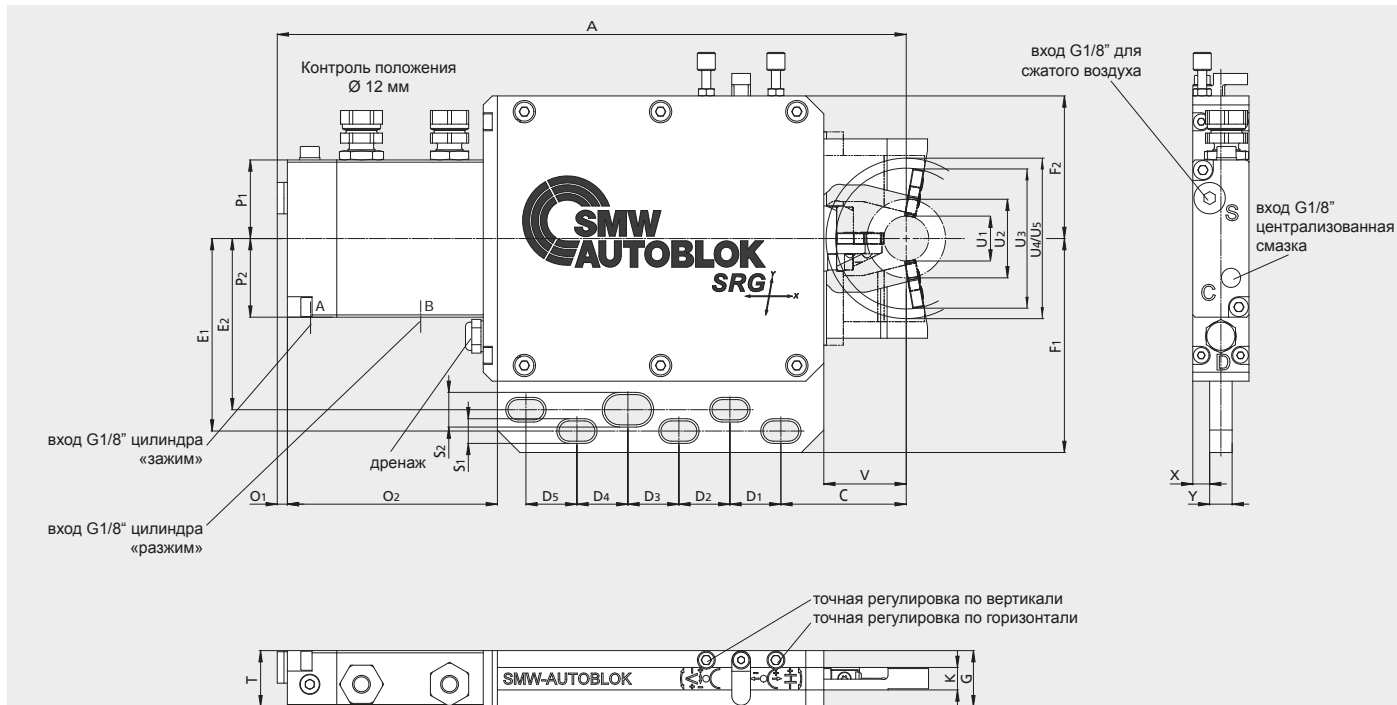 A
Контроль положения
Ø 12 мм
вход G1/8” для
сжатого воздуха
P1
P2
E1
E2
A
B
SMW
AUTOBLOK
SRG
Y
X
U1
U2
U3
U4/U5
F2
F1
S
C
D
вход G1/8”
централизованная
смазка
вход G1/8” цилиндра
«зажим»
дренаж
S2
S1
O1
O2
D5
D4
D3
D2
D1
C
V
X
Y
вход G1/8“ цилиндра
«разжим»
точная регулировка по вертикали
точная регулировка по горизонтали
T
SMW-AUTOBLOK
V
H
K
G